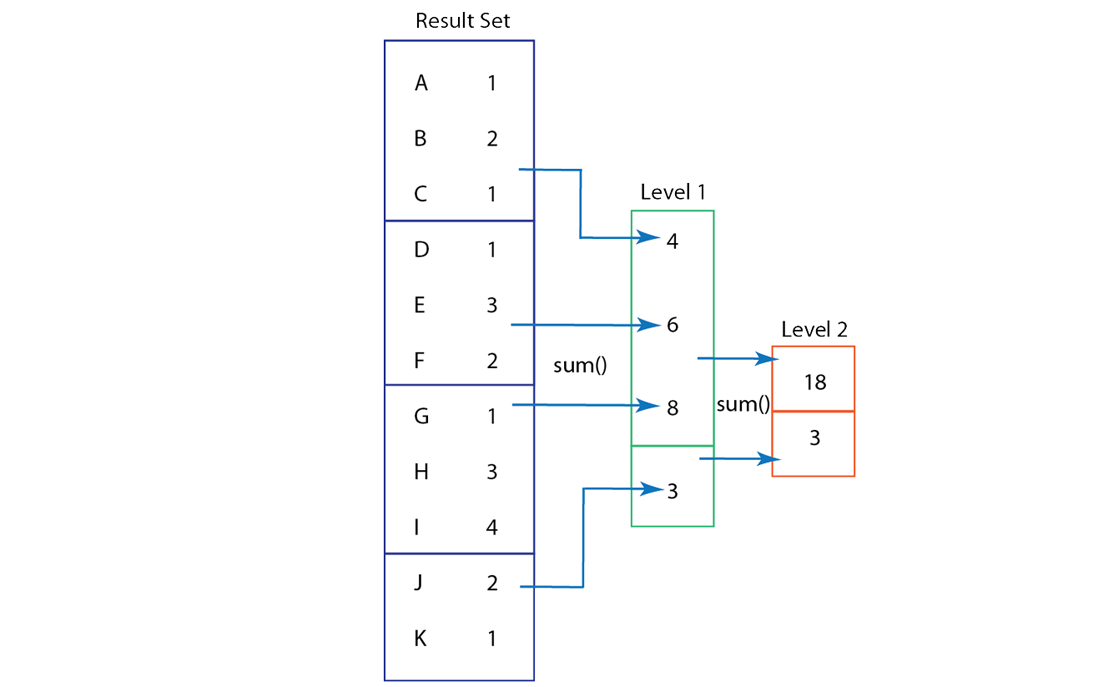 Result Set
A 1
B 2
C 1
D 1
E 3
F 2
G 1
H 3
I 4
J 2
K 1
sum()
Level 1
4
6
8
3
sum()
Level 2
18
3